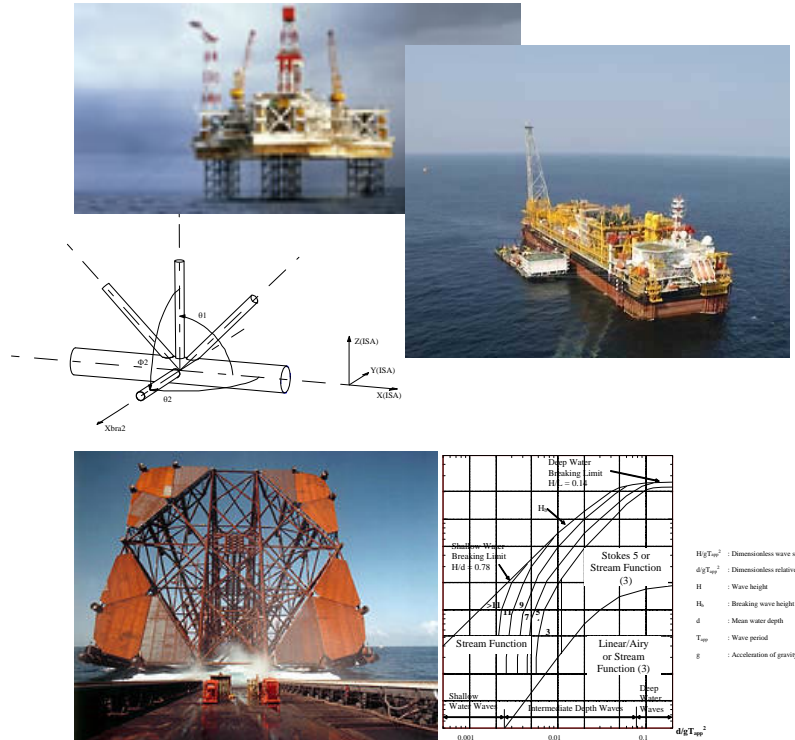 θ1
Φ2
θ2
Xbra2
Z(ISA)
Y(ISA)
X(ISA)
Deep Water
Breaking Limit
H/L = 0.14
Hb
Shallow Water
Breaking Limit
H/d = 0.78
Stokes 5 or
Stream Function
(3)
>11
11
9
7
5
3
Stream Function
Linear/Airy
or Stream
Function (3)
Shallow
Water Waves
Intermediate Depth Waves
Deep
Water
Waves
0.001
0.01
0.1
d/gTapp²
H/gTapp² : Dimensionless wave s
d/gTapp² : Dimensionless relative
H : Wave height
Hb : Breaking wave height
d : Mean water depth
Tapp : Wave period
g : Acceleration of gravity